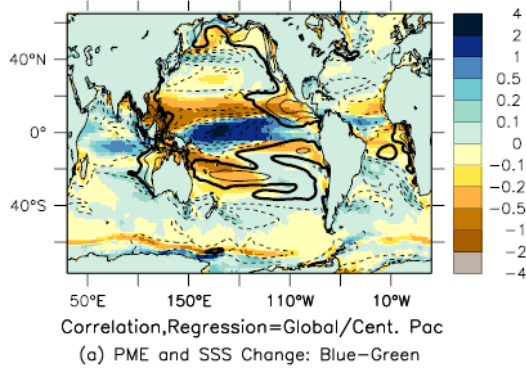 40°N
0°
40°S
50°E 150°W 110°W 10°W
4
2
1
0.5
0.2
0.1
0
−0.1
−0.2
−0.5
−1
−2
−4
Correlation,Regression=Global/Cent. Pac
(a) PME and SSS Change: Blue−Green